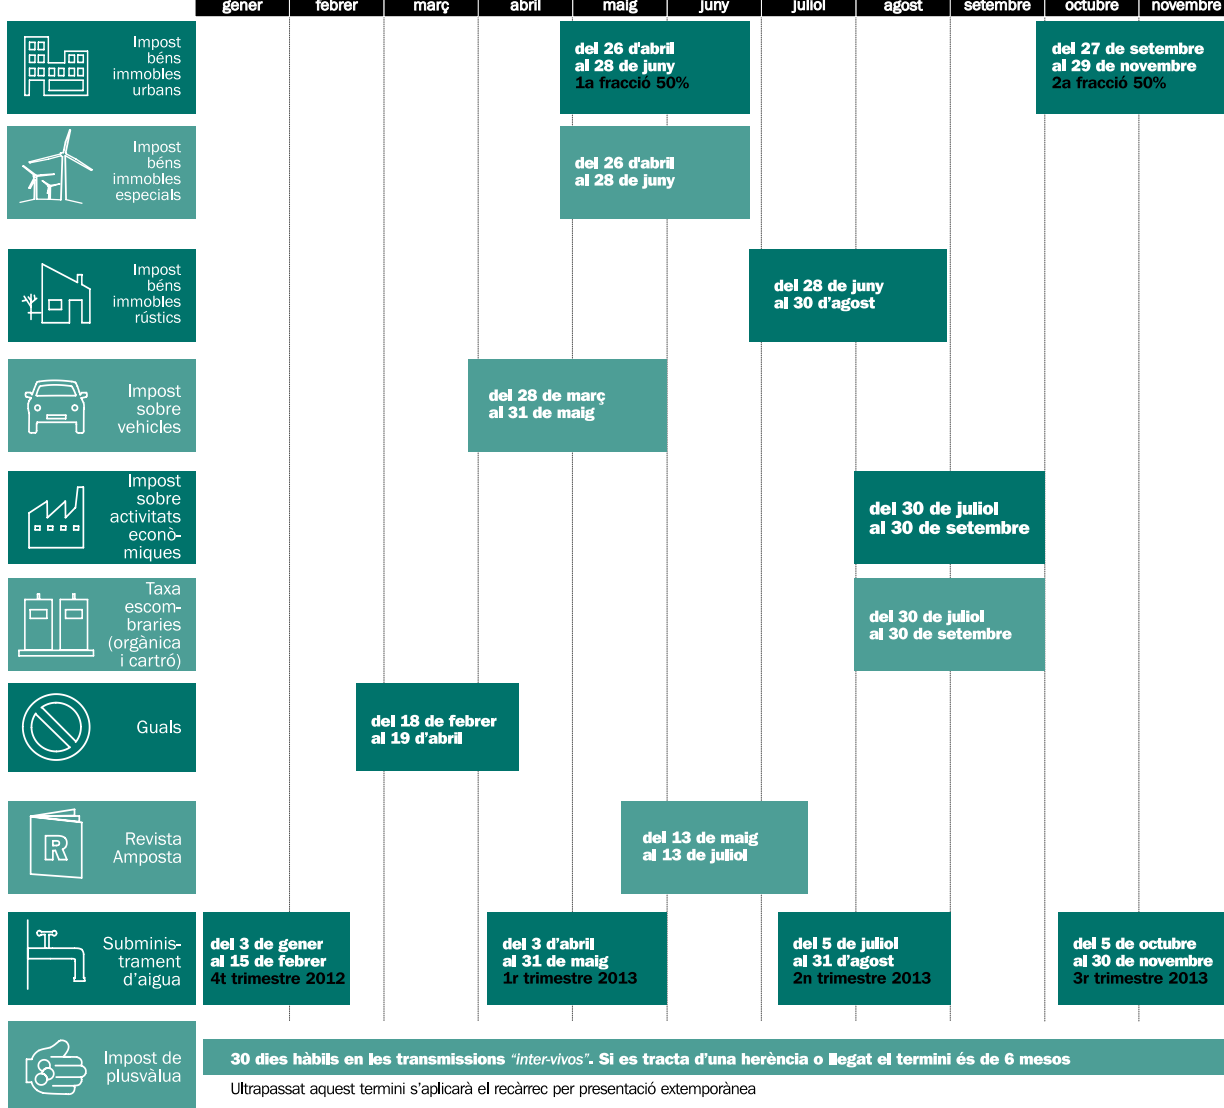 gener febrer març abril maig juny juliol agost setembre octubre novembre
Impost
béns
immobles
urbans
del 26 d'abril
al 28 de juny
1a fracció 50%
del 27 de setembre
al 29 de novembre
2a fracció 50%
Impost
béns
immobles
especials
del 26 d'abril
al 28 de juny
Impost
béns
immobles
rústics
del 28 de juny
al 30 d'agost
Impost
sobre
vehicles
del 28 de març
al 31 de maig
Impost
sobre
activitats
econò-
miques
del 30 de juliol
al 30 de setembre
Taxa
escom-
braries
(orgànica
i cartró)
del 30 de juliol
al 30 de setembre
Guals
del 18 de febrer
al 19 d'abril
R
Revista
Amposta
del 13 de maig
al 13 de juliol
Subminis-
trament
d'aigua
del 3 de gener
al 15 de febrer
4t trimestre 2012
del 3 d'abril
al 31 de maig
1r trimestre 2013
del 5 de juliol
al 31 d'agost
2n trimestre 2013
del 5 de octubre
al 30 de novembre
3r trimestre 2013
Impost de
plusvàlua
30 dies hàbils en les transmissions "inter-vivos". Si es tracta d'una herència o llegat el termini és de 6 mesos
Ultrapassat aquest termini s'aplicarà el recàrrec per presentació extemporànea